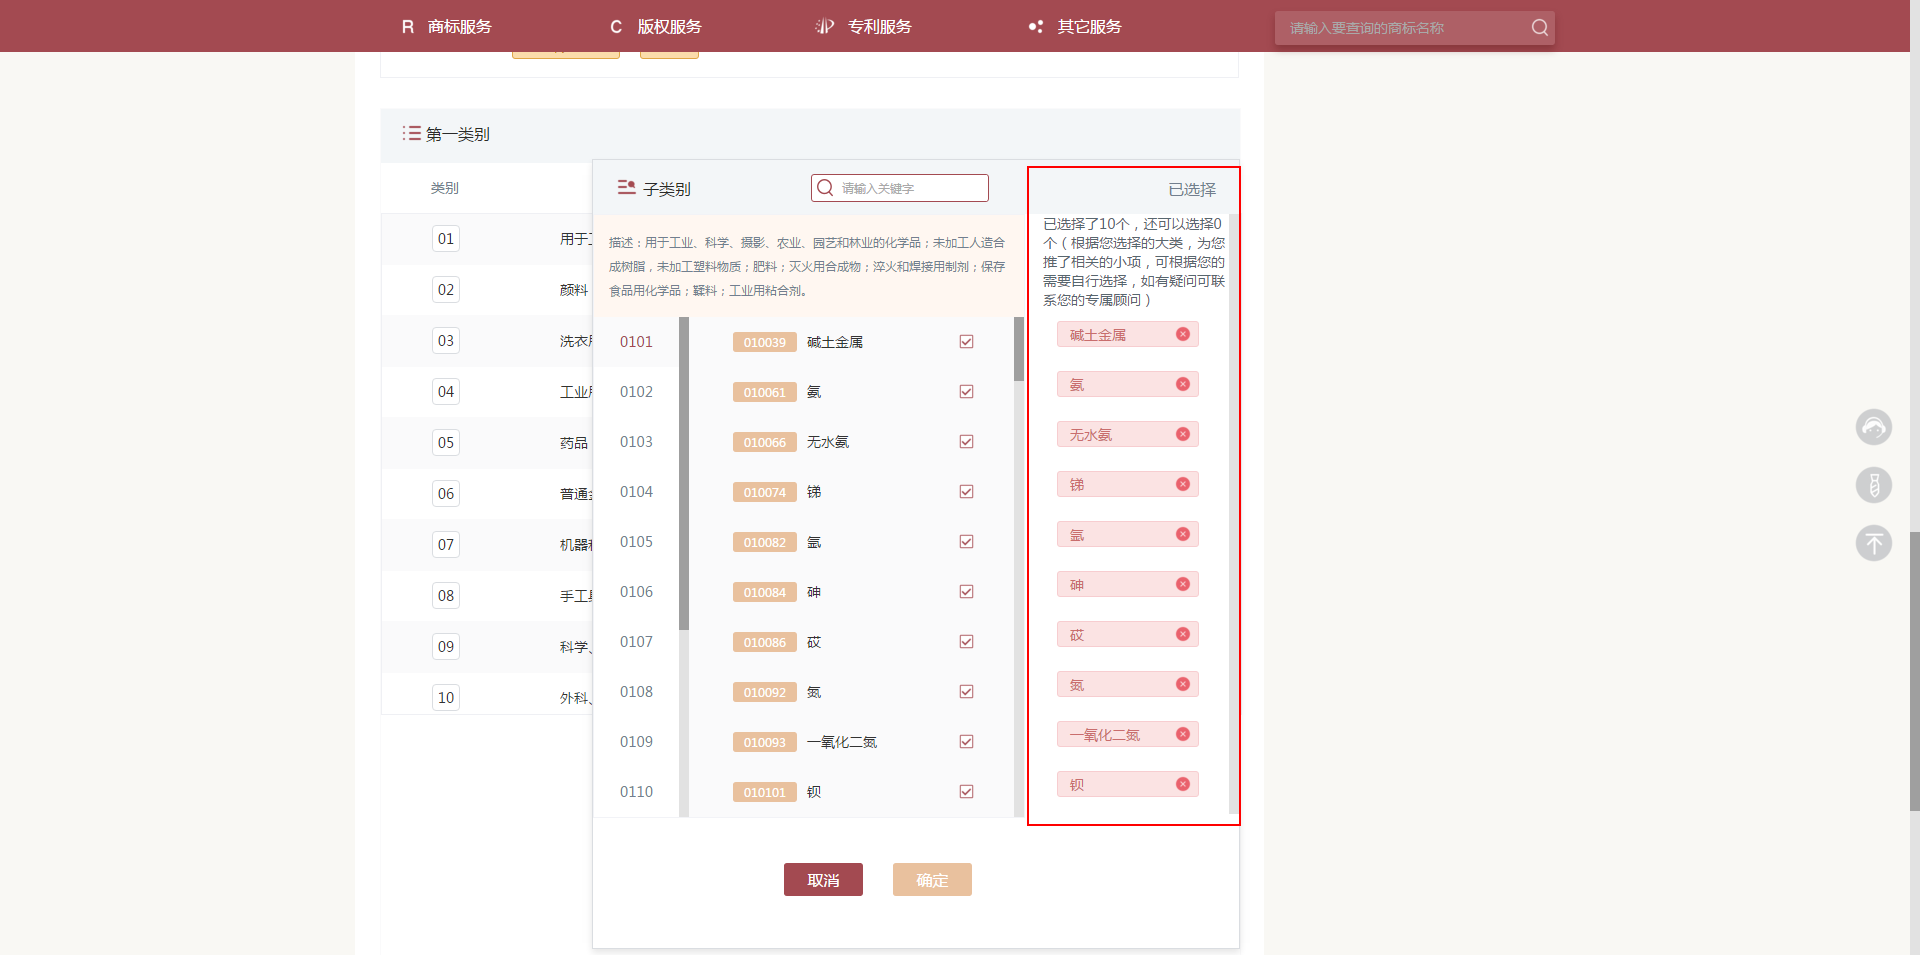 R 商标服务
C 版权服务
专利服务
其它服务
请输入要查询的商标名称
第一类别
类别
01 用于工
02 颜料
03 洗衣用
04 工业用
05 药品
06 普通金
07 机器和
08 手工具
09 科学、
10 外科、
子类别
请输入关键字
描述：用于工业、科学、摄影、农业、园艺和林业的化学品；未加工人造合
成树脂，未加工塑料物质；肥料；灭火用合成物；淬火和焊接用制剂；保存
食品用化学品；鞣料；工业用粘合剂。
0101
0102
0103
0104
0105
0106
0107
0108
0109
0110
010039 碱土金属
010061 氨
010066 无水氨
010074 锑
010082 氩
010084 砷
010086 砹
010092 氮
010093 一氧化二氮
010101 钡
已选择
已选择了10个，还可以选择0
个（根据您选择的大类，为您
推了相关的小项，可根据您的
需要自行选择，如有疑问可联
系您的专属顾问）
碱土金属
氨
无水氨
锑
氩
砷
砹
氮
一氧化二氮
钡
取消
确定